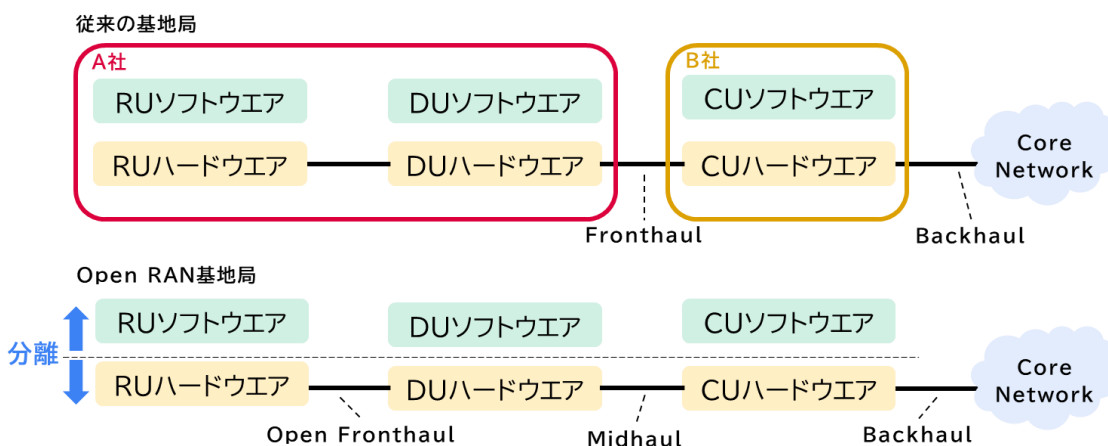 従来の基地局
A社
B社
RUソフトウエア
DUソフトウエア
CUソフトウエア
RUハードウエア
DUハードウエア
CUハードウエア
Core
Network
Fronthaul
Backhaul
Open RAN基地局
RUソフトウエア
DUソフトウエア
CUソフトウエア
分離
RUハードウエア
DUハードウエア
CUハードウエア
Core
Network
Open Fronthaul
Midhaul
Backhaul